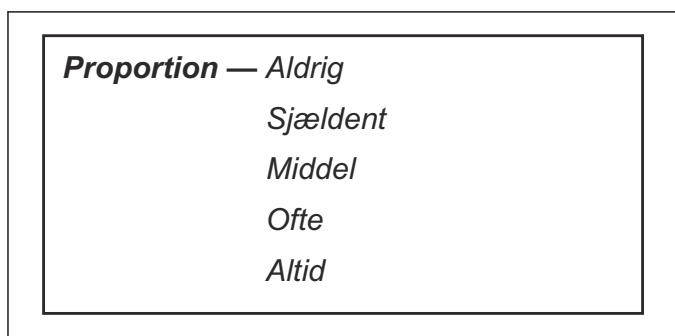 Proportion — Aldrig
Sjældent
Middel
Ofte
Altid